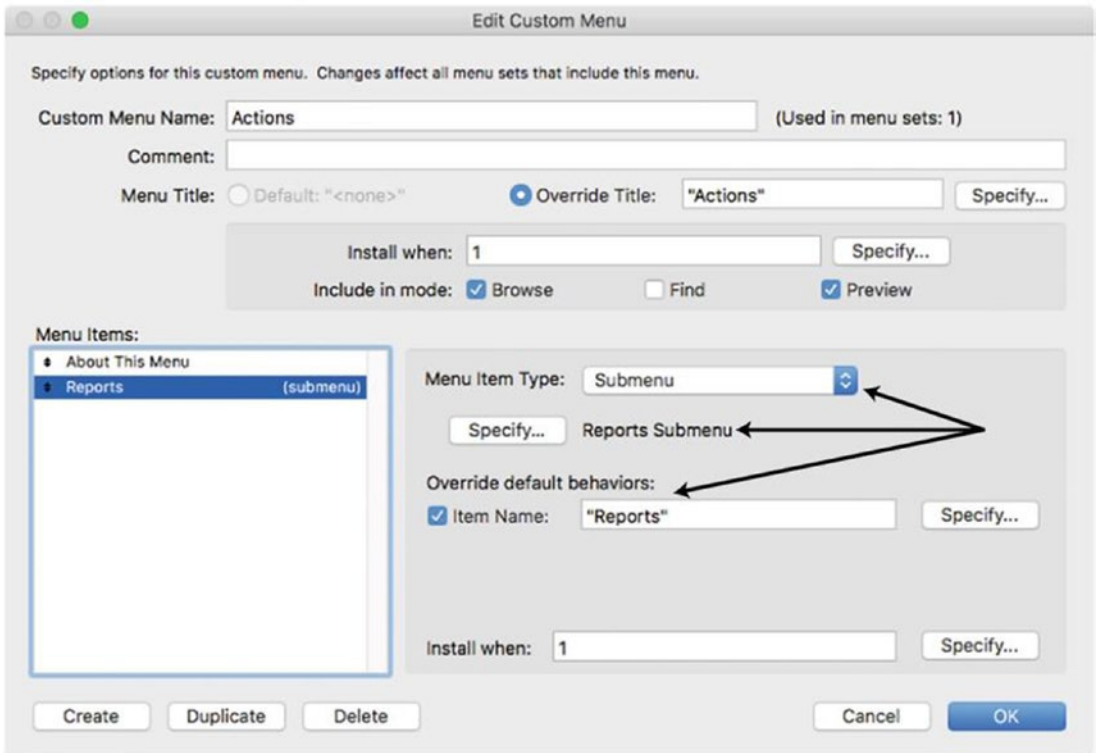 Edit Custom Menu
Specify options for this custom menu. Changes affect all menu sets that include this menu.
Custom Menu Name: Actions (Used in menu sets: 1)
Comment:
Menu Title: Default: "<none>" Override Title: "Actions" Specify...
Install when: 1 Specify...
Include in mode: Browse Find Preview
Menu Items:
About This Menu
Reports (submenu)
Menu Item Type: Submenu
Specify... Reports Submenu
Override default behaviors:
Item Name: "Reports" Specify...
Install when: 1 Specify...
Create Duplicate Delete Cancel OK